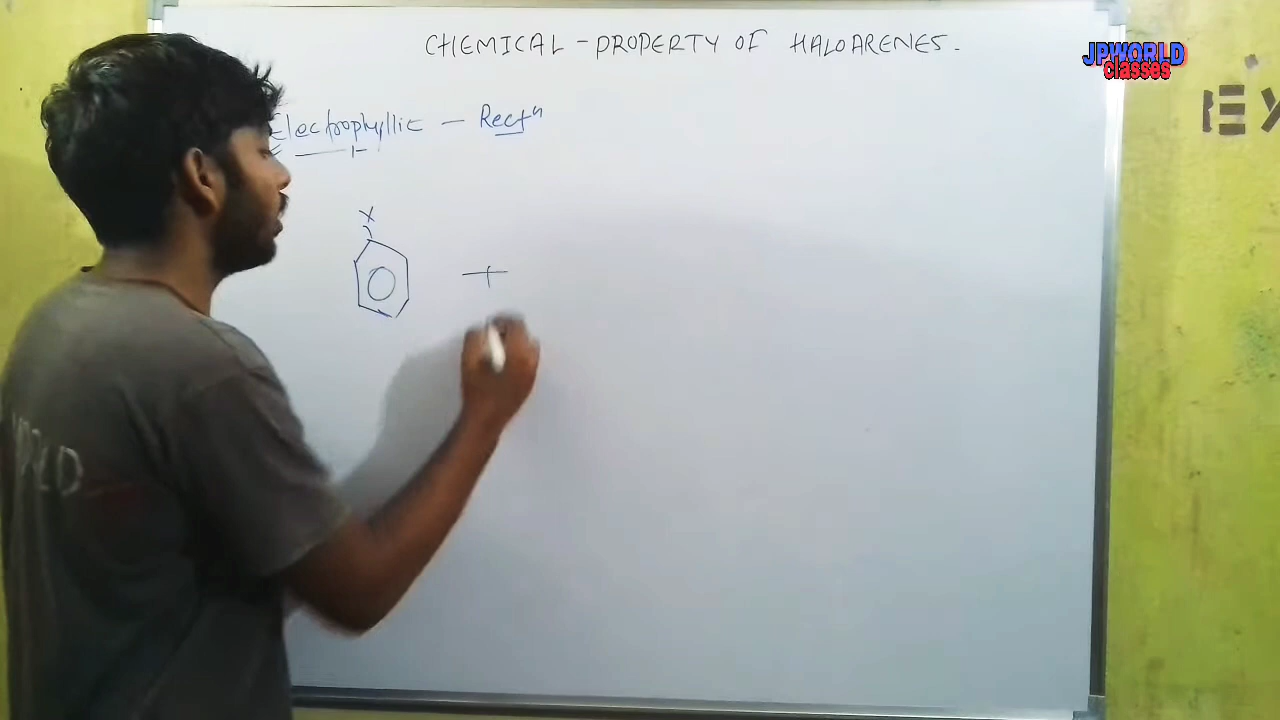 CHEMICAL - PROPERTY OF HALOARENES.
JPWORLD
classes
Electrophyllic - Rectⁿ
X
+